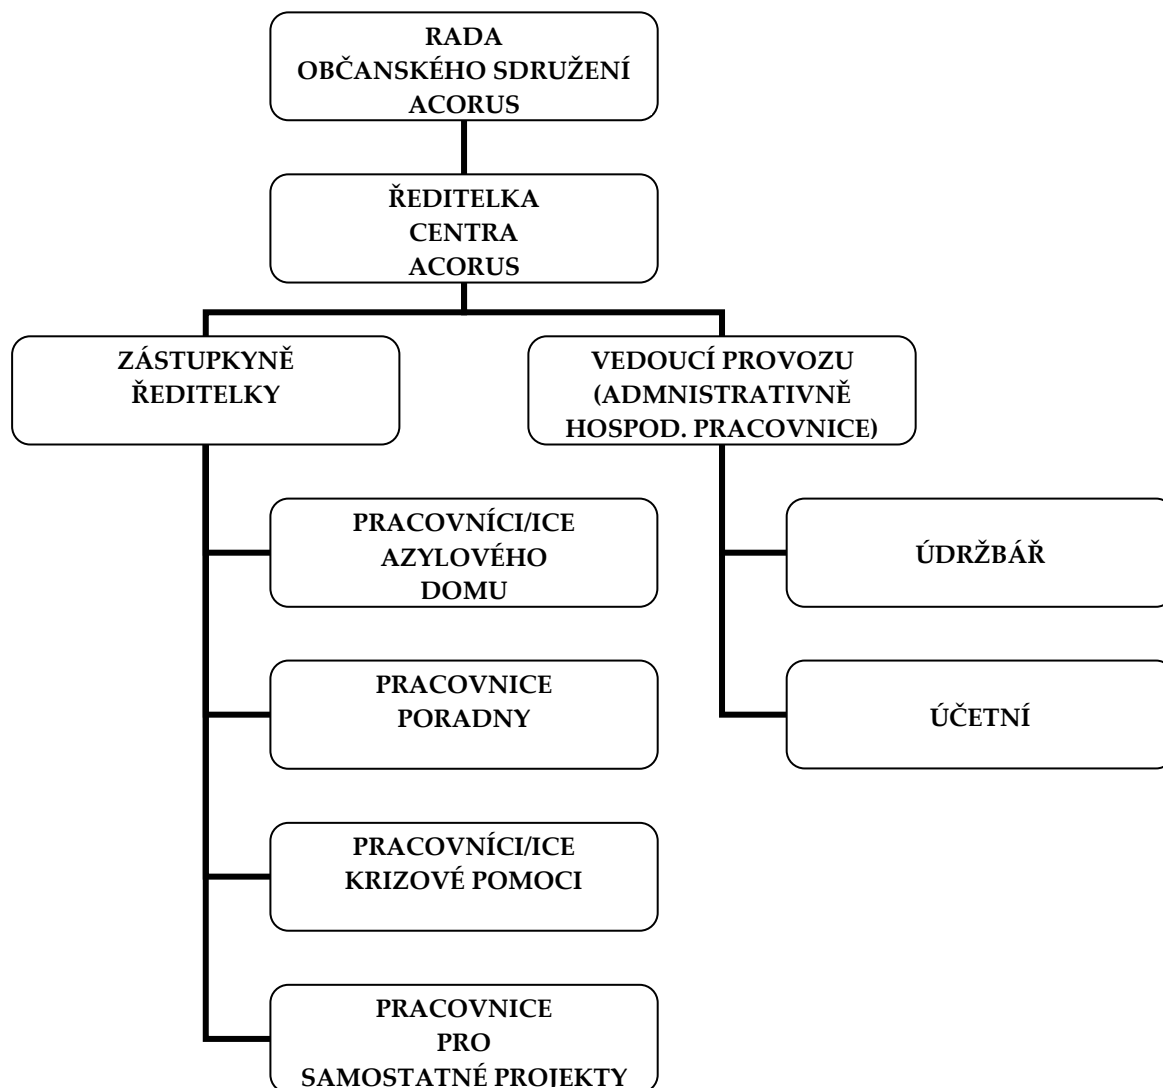 RADA
OBČANSKÉHO SDRUŽENÍ
ACORUS
ŘEDITELKA
CENTRA
ACORUS
ZÁSTUPKYNĚ
ŘEDITELKY
VEDOUCÍ PROVOZU
(ADMNISTRATIVNĚ
HOSPOD. PRACOVNICE)
PRACOVNÍCI/ICE
AZYLOVÉHO
DOMU
PRACOVNICE
PORADNY
PRACOVNÍCI/ICE
KRIZOVÉ POMOCI
PRACOVNICE
PRO
SAMOSTATNÉ PROJEKTY
ÚDRŽBÁŘ
ÚČETNÍ